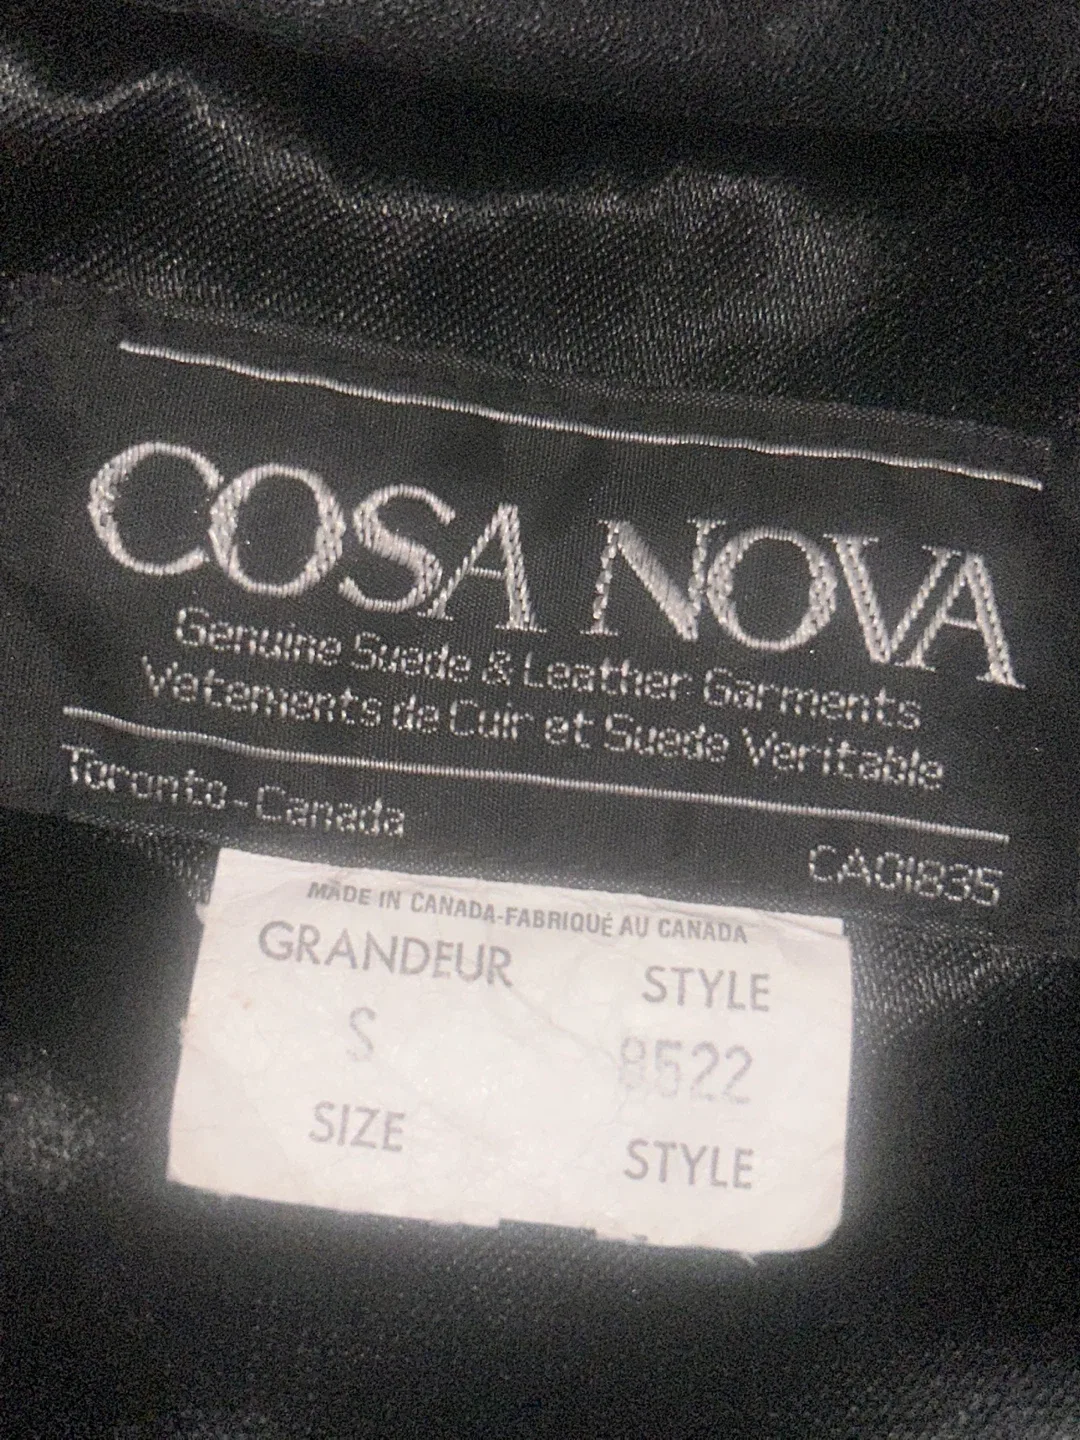 COSA NOVA
Genuine Suede & Leather Garments
Vetements de Cuir et Suede Veritable
Toronto-Canada
CA01835
MADE IN CANADA-FABRIQUÉ AU CANADA
GRANDEUR STYLE
S 8522
SIZE STYLE